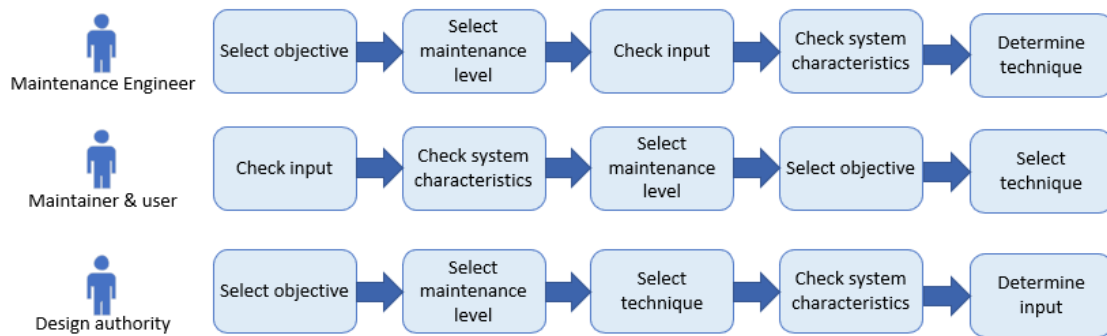 Maintenance Engineer
Select objective
Select
maintenance
level
Check input
Check system
characteristics
Determine
technique
Maintainer & user
Check input
Check system
characteristics
Select
maintenance
level
Select objective
Select
technique
Design authority
Select objective
Select
maintenance
level
Select
technique
Check system
characteristics
Determine
input